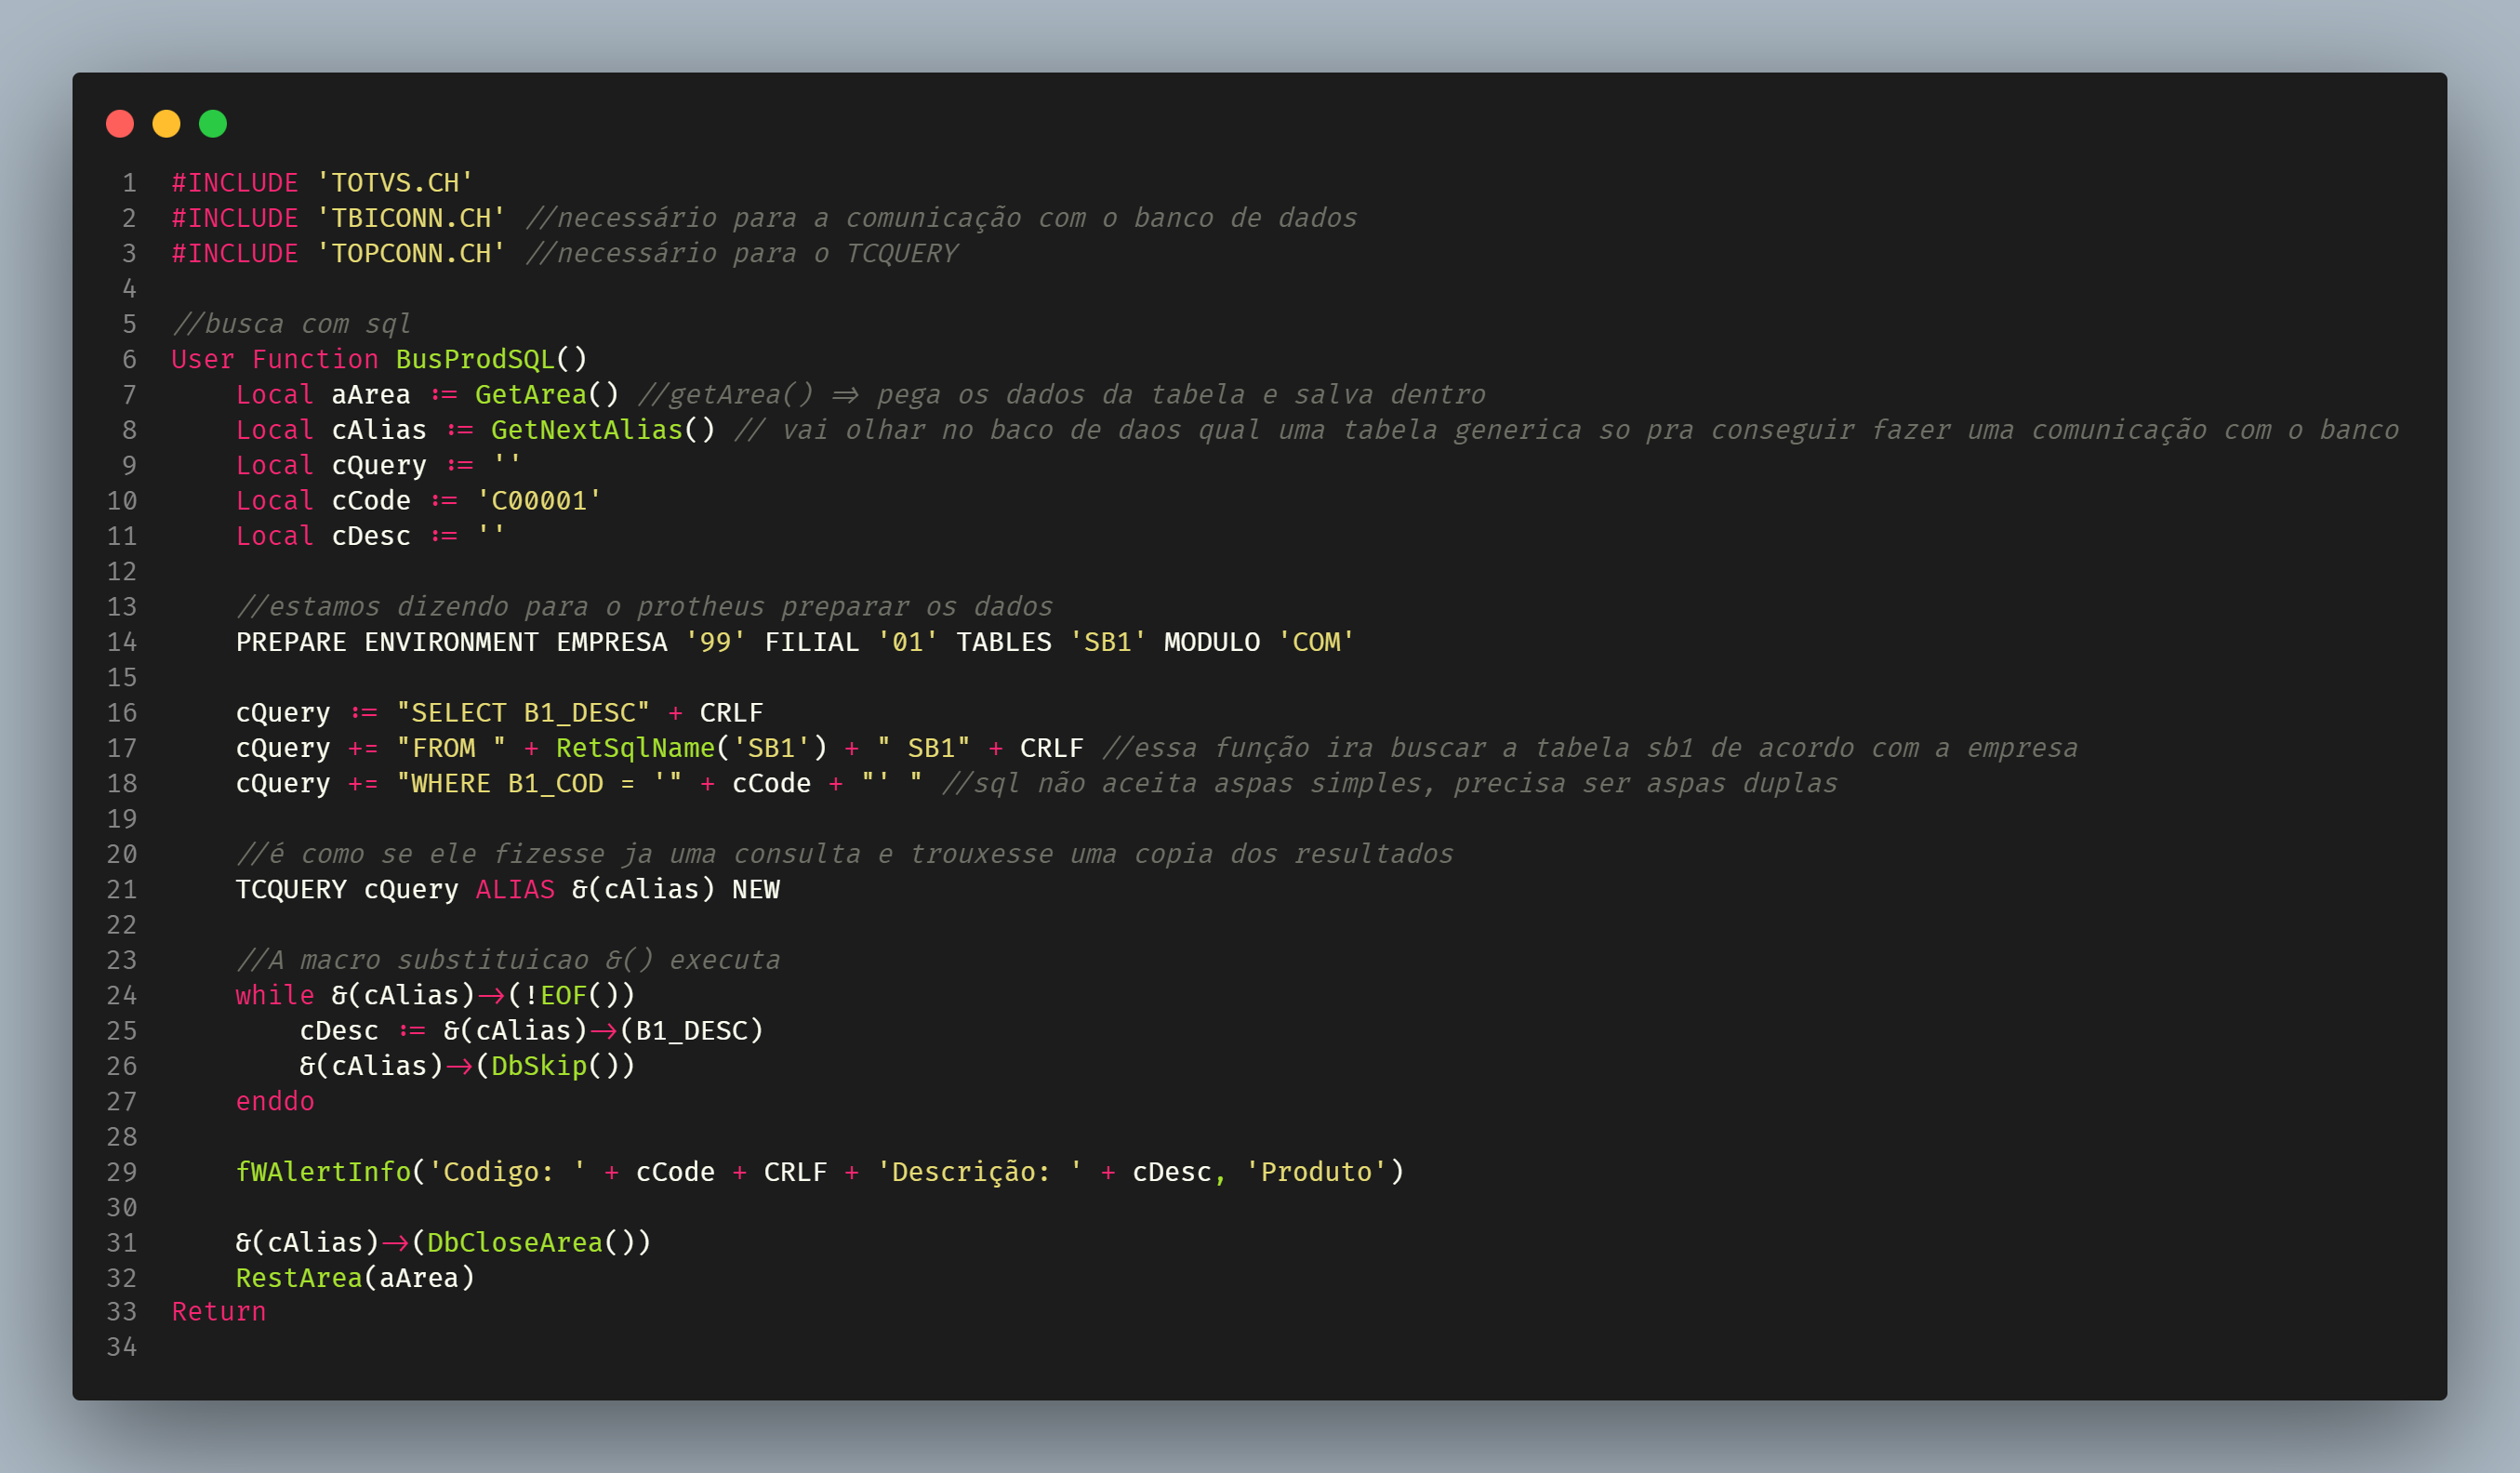 1 #INCLUDE 'TOTVS.CH'
2 #INCLUDE 'TBICONN.CH' //necessário para a comunicação com o banco de dados
3 #INCLUDE 'TOPCONN.CH' //necessário para o TCQUERY
4
5 //busca com sql
6 User Function BusProdSQL()
7     Local aArea := GetArea() //getArea() => pega os dados da tabela e salva dentro
8     Local cAlias := GetNextAlias() // vai olhar no baco de daos qual uma tabela generica so pra conseguir fazer uma comunicação com o banco
9     Local cQuery := ''
10     Local cCode := 'C00001'
11     Local cDesc := ''
12
13     //estamos dizendo para o protheus preparar os dados
14     PREPARE ENVIRONMENT EMPRESA '99' FILIAL '01' TABLES 'SB1' MODULO 'COM'
15
16     cQuery := "SELECT B1_DESC" + CRLF
17     cQuery += "FROM " + RetSqlName('SB1') + " SB1" + CRLF //essa função ira buscar a tabela sb1 de acordo com a empresa
18     cQuery += "WHERE B1_COD = '" + cCode + "' " //sql não aceita aspas simples, precisa ser aspas duplas
19
20     //é como se ele fizesse ja uma consulta e trouxesse uma copia dos resultados
21     TCQUERY cQuery ALIAS &(cAlias) NEW
22
23     //A macro substituicao &() executa
24     while &(cAlias)->(!EOF())
25         cDesc := &(cAlias)->(B1_DESC)
26         &(cAlias)->(DbSkip())
27     enddo
28
29     fWAlertInfo('Codigo: ' + cCode + CRLF + 'Descrição: ' + cDesc, 'Produto')
30
31     &(cAlias)->(DbCloseArea())
32     RestArea(aArea)
33 Return
34